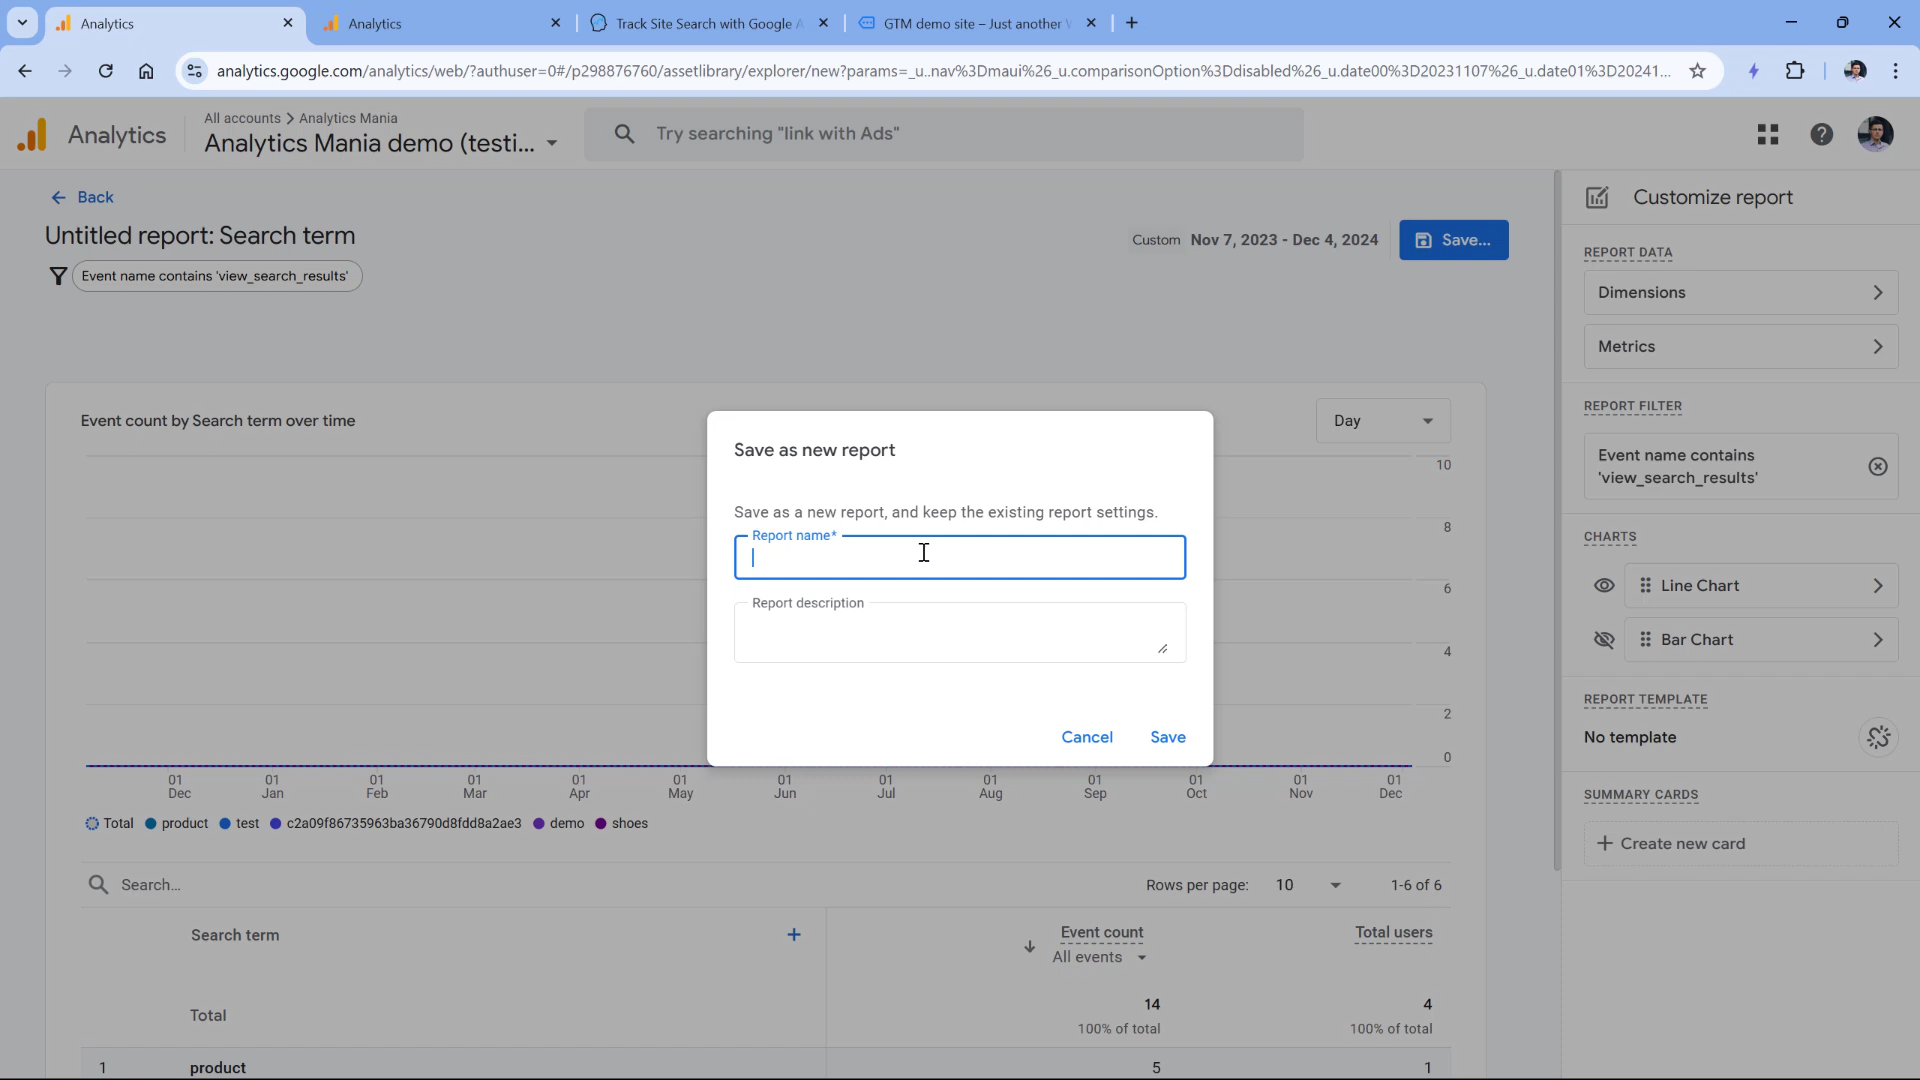 Analytics
Analytics
Track Site Search with Google A
GTM demo site – Just another
analytics.google.com/analytics/web/?authuser=0#/p298876760/assetlibrary/explorer/new?params=_u..nav%3Dmaui%26_u.comparisonOption%3Ddisabled%26_u.date00%3D20231107%26_u.date01%3D20241...
Analytics
All accounts > Analytics Mania
Analytics Mania demo (testi...
Try searching "link with Ads"
Back
Untitled report: Search term
Custom Nov 7, 2023 - Dec 4, 2024
Save...
Event name contains 'view_search_results'
Event count by Search term over time
Day
10
8
6
4
2
0
01 01 01 01 01 01 01 01 01 01 01 01 01
Dec Jan Feb Mar Apr May Jun Jul Aug Sep Oct Nov Dec
Total product test c2a09f86735963ba36790d8fdd8a2ae3 demo shoes
Search...
Rows per page: 10 1-6 of 6
Search term
+
Event count
All events
Total users
Total
14
4
100% of total
100% of total
1 product 5 1
Save as new report
Save as a new report, and keep the existing report settings.
Report name*
Report description
Cancel Save
Customize report
REPORT DATA
Dimensions
Metrics
REPORT FILTER
Event name contains
'view_search_results'
CHARTS
Line Chart
Bar Chart
REPORT TEMPLATE
No template
SUMMARY CARDS
+ Create new card